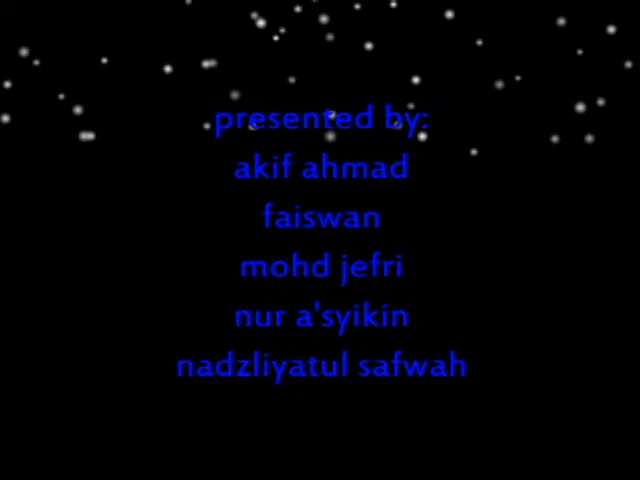 presented by:
akif ahmad
faiswan
mohd jefri
nur a'syikin
nadzliyatul safwah